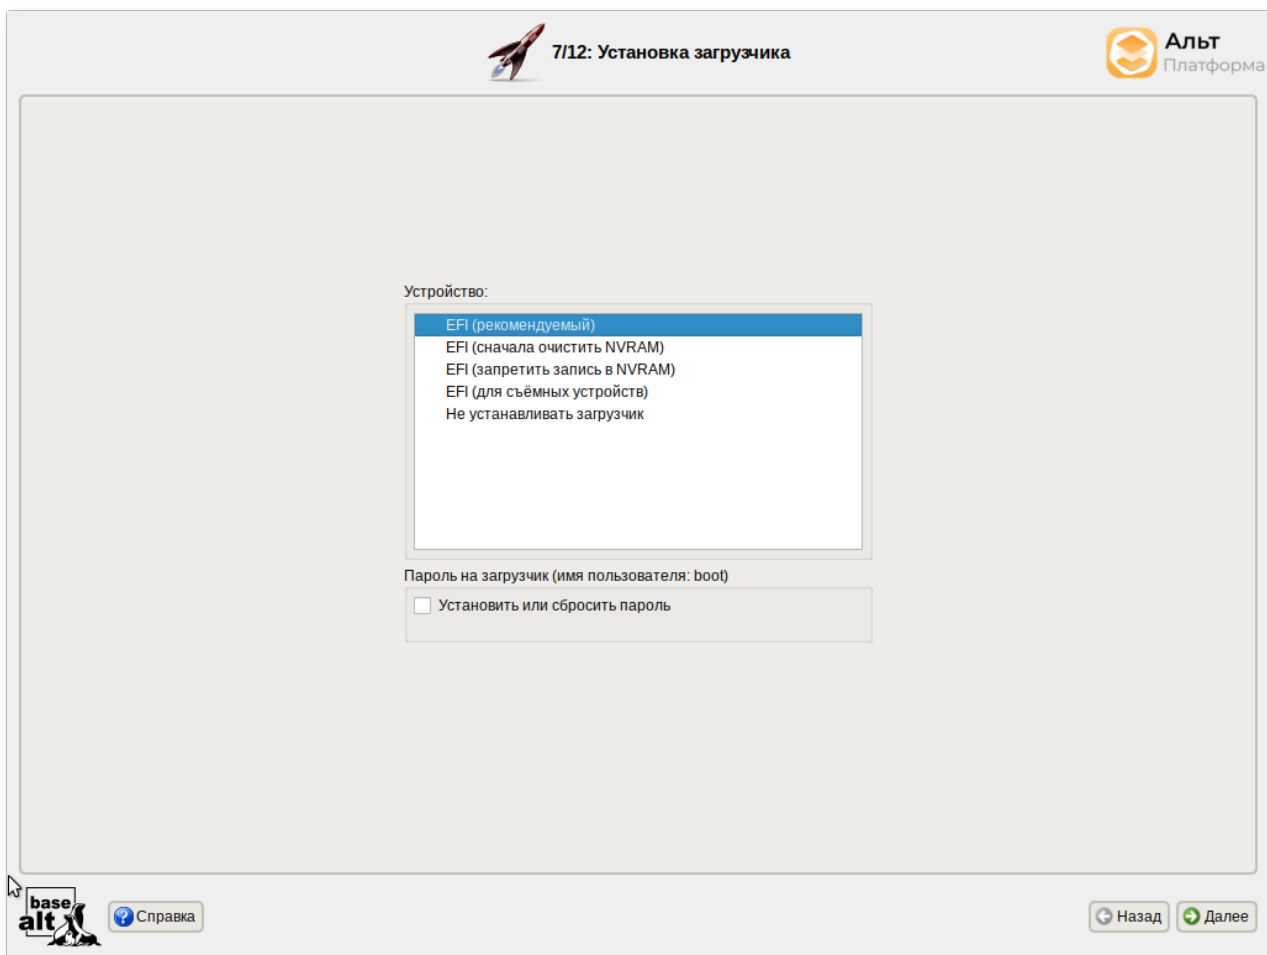 7/12: Установка загрузчика
Альт
Платформа
Устройство:
EFI (рекомендуемый)
EFI (сначала очистить NVRAM)
EFI (запретить запись в NVRAM)
EFI (для съёмных устройств)
Не устанавливать загрузчик
Пароль на загрузчик (имя пользователя: boot)
Установить или сбросить пароль
base
alt
Справка
Назад
Далее